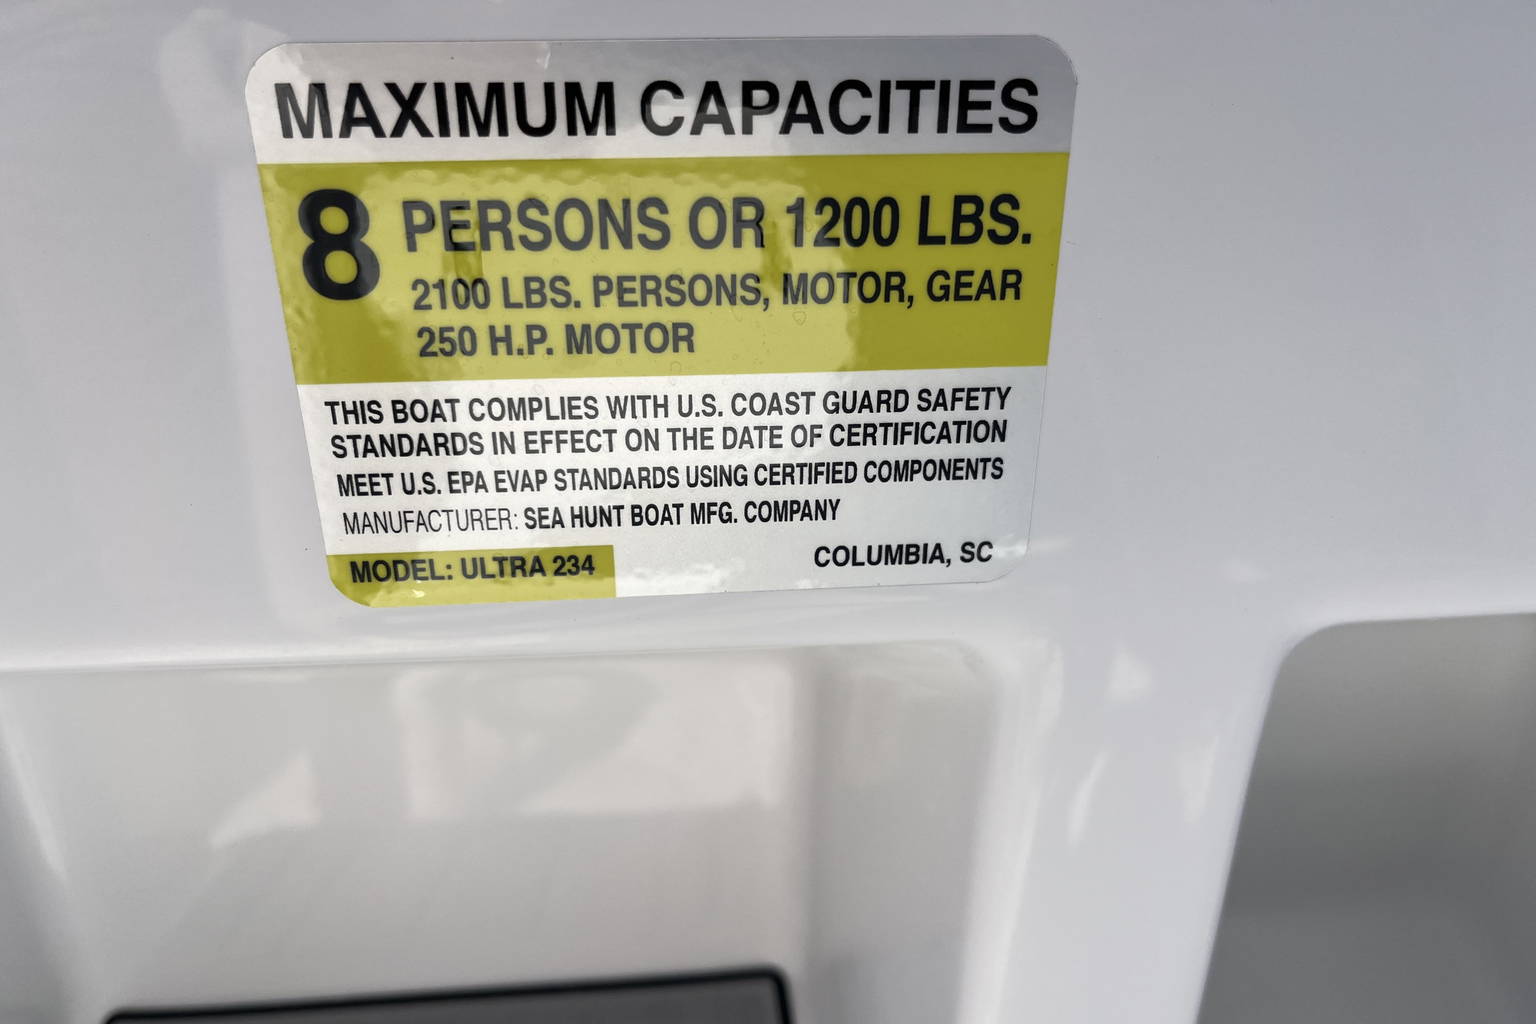 MAXIMUM CAPACITIES
8 PERSONS OR 1200 LBS.
2100 LBS. PERSONS, MOTOR, GEAR
250 H.P. MOTOR
THIS BOAT COMPLIES WITH U.S. COAST GUARD SAFETY
STANDARDS IN EFFECT ON THE DATE OF CERTIFICATION
MEET U.S. EPA EVAP STANDARDS USING CERTIFIED COMPONENTS
MANUFACTURER: SEA HUNT BOAT MFG. COMPANY
MODEL: ULTRA 234 COLUMBIA, SC